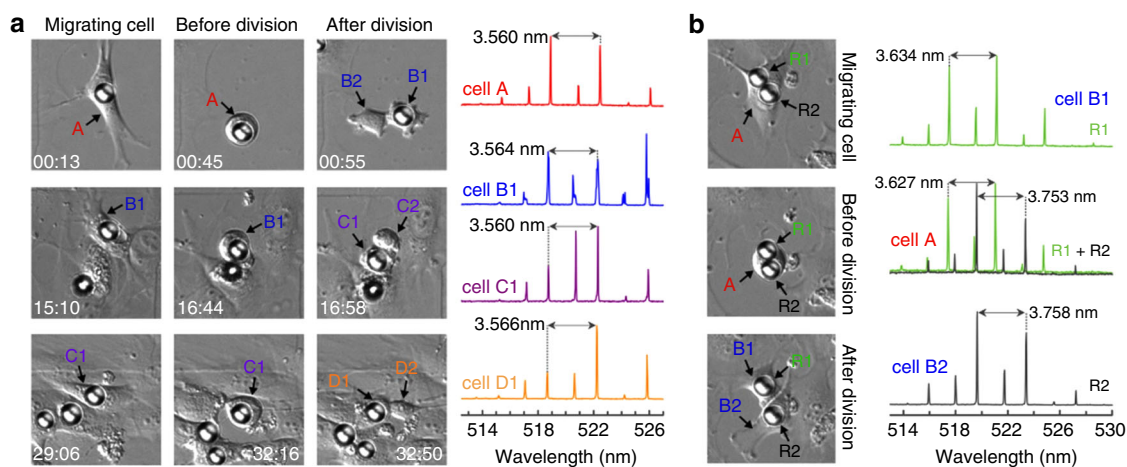 a
Migrating cell
Before division
After division
A
00:13
A
00:45
B2
B1
00:55
B1
15:10
B1
16:44
C1
C2
16:58
C1
29:06
C1
32:16
D1
D2
32:50
3.560 nm
cell A
3.564 nm
cell B1
3.560 nm
cell C1
3.566nm
cell D1
514
518
522
526
Wavelength (nm)
b
R1
R2
A
Migrating cell
R1
A
R2
Before division
B1
R1
B2
R2
After division
3.634 nm
cell B1
R1
3.627 nm
3.753 nm
cell A
R1 + R2
3.758 nm
cell B2
R2
513
518
522
526
530
Wavelength (nm)